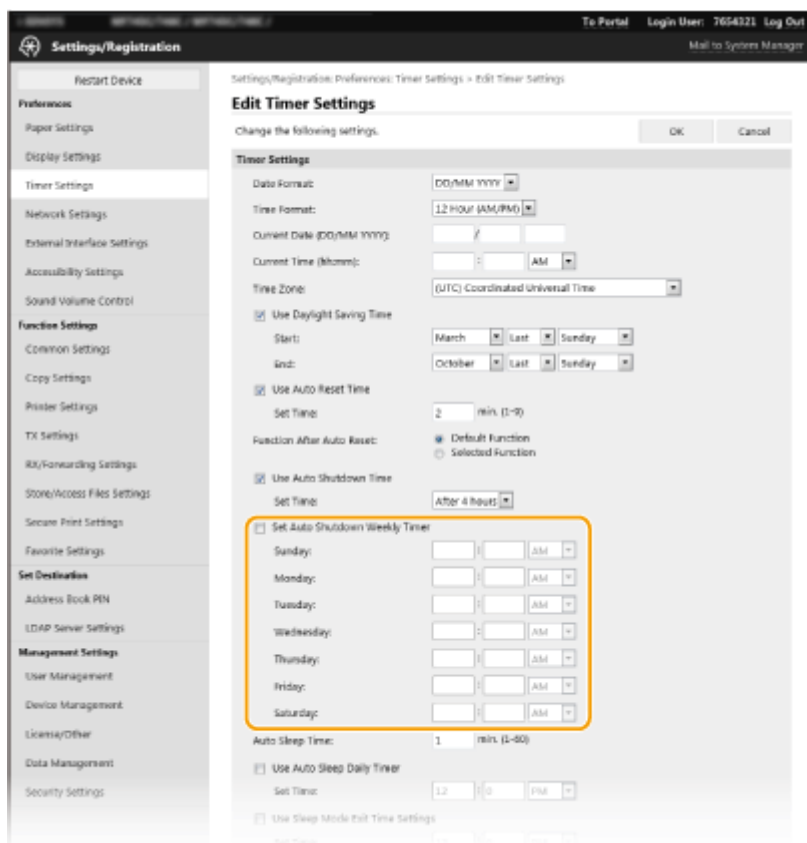 To Portal Login User: 7654321 Log Out
Settings/Registration
Mail to System Manager
Restart Device
Preferences
Paper Settings
Display Settings
Timer Settings
Network Settings
External Interface Settings
Accessibility Settings
Sound Volume Control
Function Settings
Common Settings
Copy Settings
Printer Settings
TX Settings
RX/Forwarding Settings
Store/Access Files Settings
Secure Print Settings
Favorite Settings
Set Destination
Address Book PIN
LDAP Server Settings
Management Settings
User Management
Device Management
License/Other
Data Management
Security Settings
Settings/Registration: Preferences: Timer Settings > Edit Timer Settings
Edit Timer Settings
Change the following settings.
OK Cancel
Timer Settings
Date Format: DD/MM YYYY
Time Format: 12 Hour (AM/PM)
Current Date (DD/MM YYYY): /
Current Time (hh:mm): : AM
Time Zone: (UTC) Coordinated Universal Time
Use Daylight Saving Time
Start: March Last Sunday
End: October Last Sunday
Use Auto Reset Time
Set Time: 2 min. (1-9)
Function After Auto Reset: Default Function
Selected Function
Use Auto Shutdown Time
Set Time: After 4 hours
Set Auto Shutdown Weekly Timer
Sunday: : AM
Monday: : AM
Tuesday: : AM
Wednesday: : AM
Thursday: : AM
Friday: : AM
Saturday: : AM
Auto Sleep Time: 1 min. (1-60)
Use Auto Sleep Daily Timer
Set Time: 12 : 0 PM
Use Sleep Mode Exit Time Settings